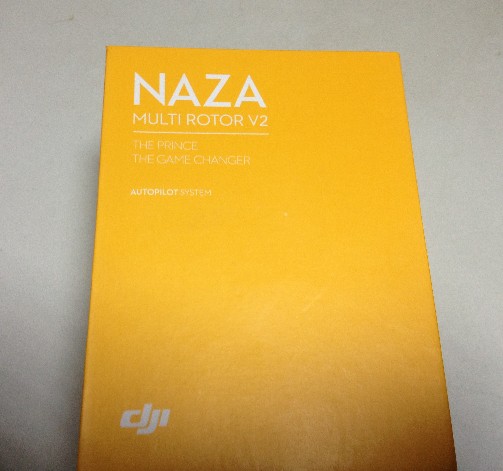 NAZA
MULTI ROTOR V2
THE PRINCE
THE GAME CHANGER
AUTOPILOT SYSTEM
dji